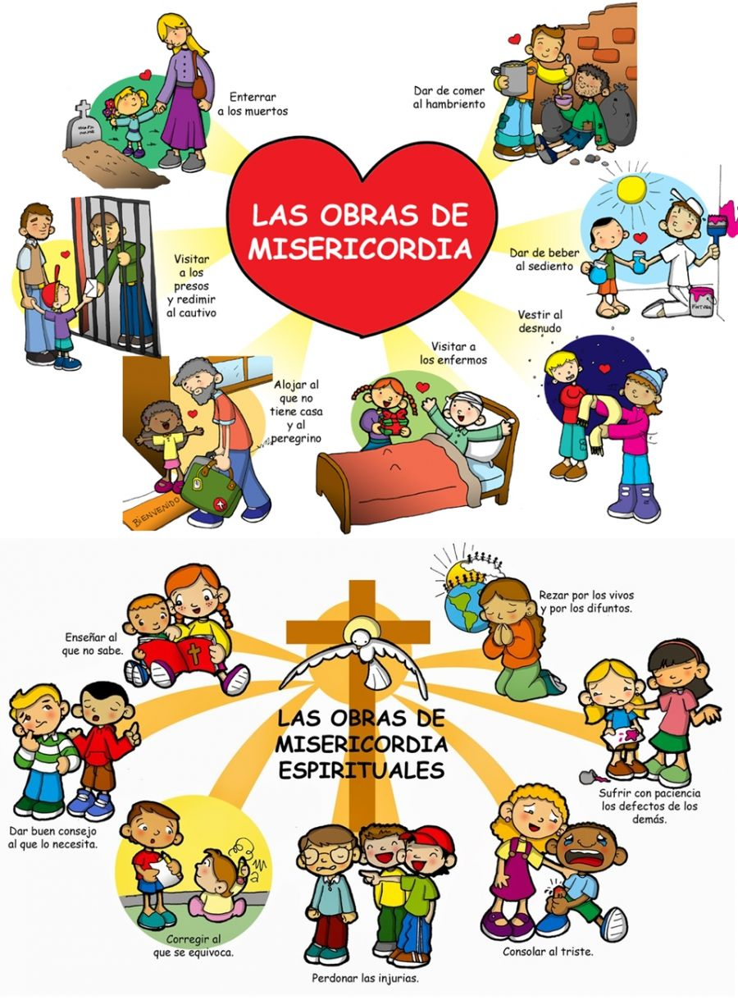 LAS OBRAS DE
MISERICORDIA
Enterrar
a los muertos
Dar de comer
al hambriento
Visitar
a los
presos
y redimir
al cautivo
Dar de beber
al sediento
PINTURA
Vestir al
desnudo
Visitar a
los enfermos
Alojar al
que no
tiene casa
y al
peregrino
BIENVENIDO
LAS OBRAS DE
MISERICORDIA
ESPIRITUALES
Enseñar al
que no sabe.
Rezar por los vivos
y por los difuntos.
Dar buen consejo
al que lo necesita.
Sufrir con paciencia
los defectos de los
demás.
Corregir al
que se equivoca.
Consolar al triste.
Perdonar las injurias.